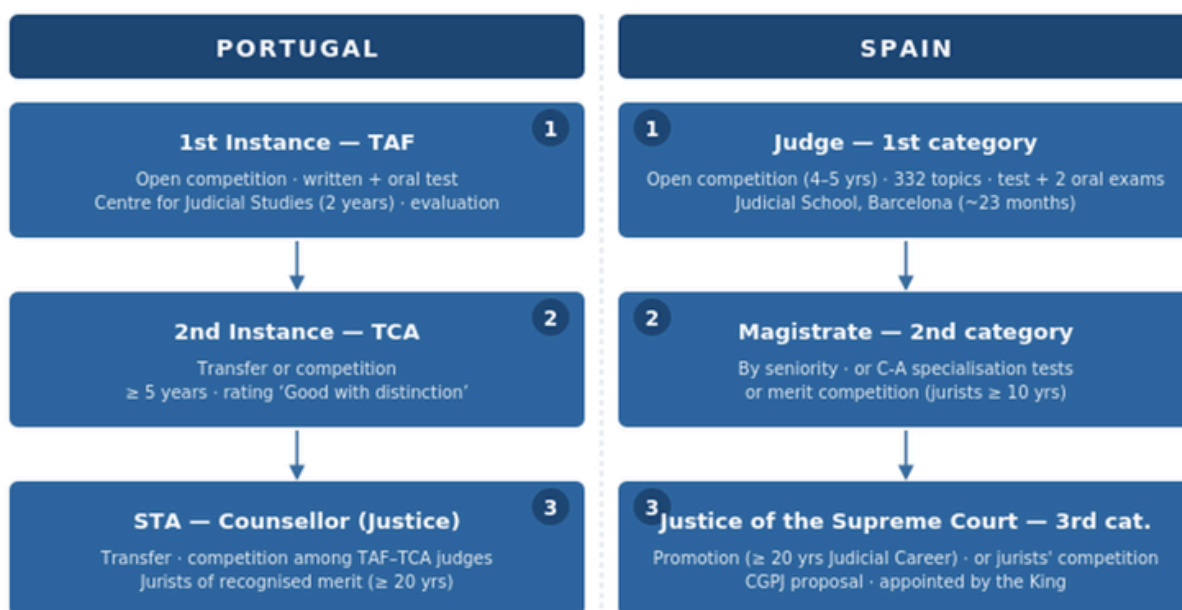 PORTUGAL
1
1st Instance — TAF
Open competition · written + oral test
Centre for Judicial Studies (2 years) · evaluation
2
2nd Instance — TCA
Transfer or competition
≥ 5 years · rating ‘Good with distinction’
3
STA — Counsellor (Justice)
Transfer · competition among TAF–TCA judges
Jurists of recognised merit (≥ 20 yrs)
SPAIN
1
Judge — 1st category
Open competition (4–5 yrs) · 332 topics · test + 2 oral exams
Judicial School, Barcelona (~23 months)
2
Magistrate — 2nd category
By seniority · or C-A specialisation tests
or merit competition (jurists ≥ 10 yrs)
3
Justice of the Supreme Court — 3rd cat.
Promotion (≥ 20 yrs Judicial Career) · or jurists' competition
CGPJ proposal · appointed by the King